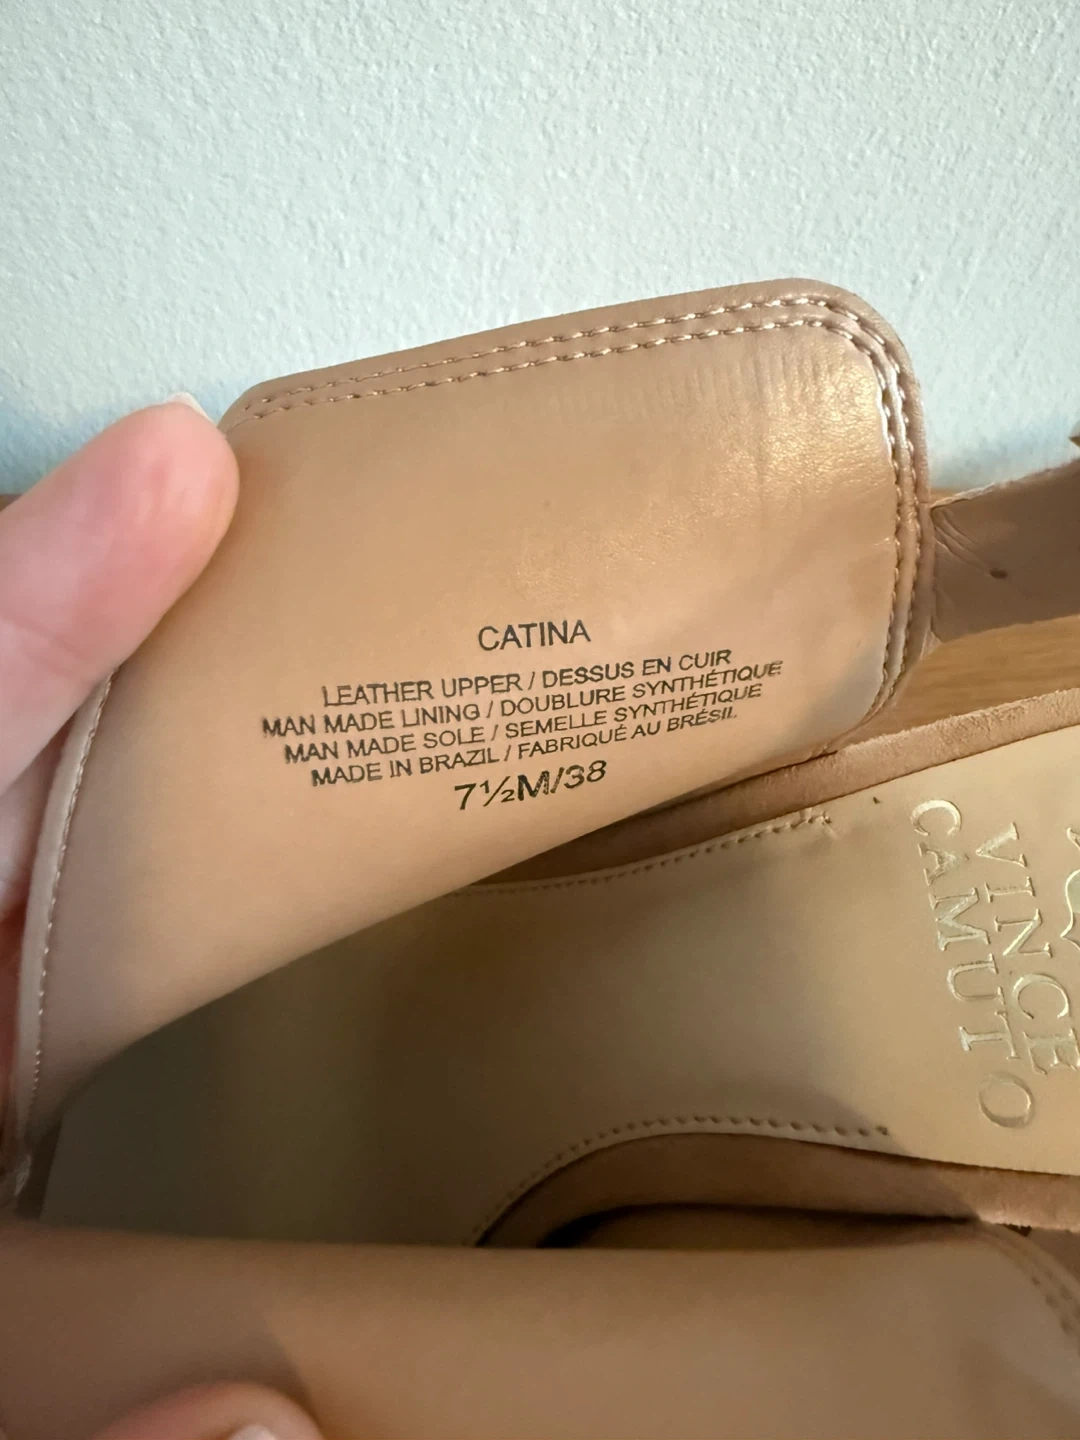 CATINA
LEATHER UPPER / DESSUS EN CUIR
MAN MADE LINING / DOUBLURE SYNTHÉTIQUE
MAN MADE SOLE / SEMELLE SYNTHÉTIQUE
MADE IN BRAZIL / FABRIQUÉ AU BRÉSIL
7½M/38
VINCE
CAMUTO